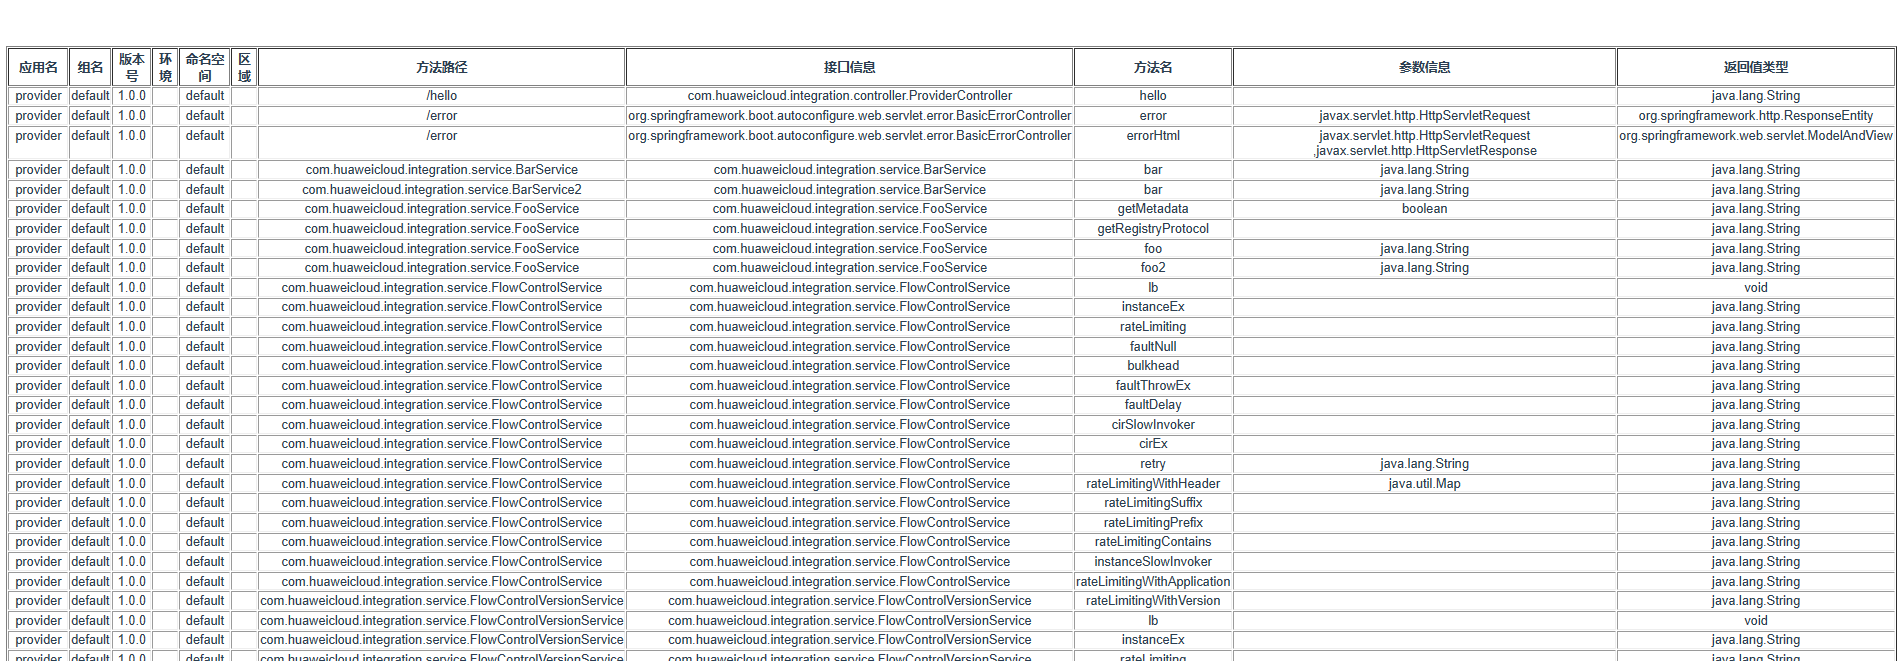 应用名 组名 版本号 环境 命名空间 区域 方法路径 接口信息 方法名 参数信息 返回值类型
provider default 1.0.0 default /hello com.huaweicloud.integration.controller.ProviderController hello java.lang.String
provider default 1.0.0 default /error org.springframework.boot.autoconfigure.web.servlet.error.BasicErrorController error javax.servlet.http.HttpServletRequest org.springframework.http.ResponseEntity
provider default 1.0.0 default /error org.springframework.boot.autoconfigure.web.servlet.error.BasicErrorController errorHtml javax.servlet.http.HttpServletRequest org.springframework.web.servlet.ModelAndView
,javax.servlet.http.HttpServletResponse
provider default 1.0.0 default com.huaweicloud.integration.service.BarService com.huaweicloud.integration.service.BarService bar java.lang.String java.lang.String
provider default 1.0.0 default com.huaweicloud.integration.service.BarService2 com.huaweicloud.integration.service.BarService bar java.lang.String java.lang.String
provider default 1.0.0 default com.huaweicloud.integration.service.FooService com.huaweicloud.integration.service.FooService getMetadata boolean java.lang.String
provider default 1.0.0 default com.huaweicloud.integration.service.FooService com.huaweicloud.integration.service.FooService getRegistryProtocol java.lang.String
provider default 1.0.0 default com.huaweicloud.integration.service.FooService com.huaweicloud.integration.service.FooService foo java.lang.String java.lang.String
provider default 1.0.0 default com.huaweicloud.integration.service.FooService com.huaweicloud.integration.service.FooService foo2 java.lang.String java.lang.String
provider default 1.0.0 default com.huaweicloud.integration.service.FlowControlService com.huaweicloud.integration.service.FlowControlService lb void
provider default 1.0.0 default com.huaweicloud.integration.service.FlowControlService com.huaweicloud.integration.service.FlowControlService instanceEx java.lang.String
provider default 1.0.0 default com.huaweicloud.integration.service.FlowControlService com.huaweicloud.integration.service.FlowControlService rateLimiting java.lang.String
provider default 1.0.0 default com.huaweicloud.integration.service.FlowControlService com.huaweicloud.integration.service.FlowControlService faultNull java.lang.String
provider default 1.0.0 default com.huaweicloud.integration.service.FlowControlService com.huaweicloud.integration.service.FlowControlService bulkhead java.lang.String
provider default 1.0.0 default com.huaweicloud.integration.service.FlowControlService com.huaweicloud.integration.service.FlowControlService faultThrowEx java.lang.String
provider default 1.0.0 default com.huaweicloud.integration.service.FlowControlService com.huaweicloud.integration.service.FlowControlService faultDelay java.lang.String
provider default 1.0.0 default com.huaweicloud.integration.service.FlowControlService com.huaweicloud.integration.service.FlowControlService cirSlowInvoker java.lang.String
provider default 1.0.0 default com.huaweicloud.integration.service.FlowControlService com.huaweicloud.integration.service.FlowControlService cirEx java.lang.String
provider default 1.0.0 default com.huaweicloud.integration.service.FlowControlService com.huaweicloud.integration.service.FlowControlService retry java.lang.String java.lang.String
provider default 1.0.0 default com.huaweicloud.integration.service.FlowControlService com.huaweicloud.integration.service.FlowControlService rateLimitingWithHeader java.util.Map java.lang.String
provider default 1.0.0 default com.huaweicloud.integration.service.FlowControlService com.huaweicloud.integration.service.FlowControlService rateLimitingSuffix java.lang.String
provider default 1.0.0 default com.huaweicloud.integration.service.FlowControlService com.huaweicloud.integration.service.FlowControlService rateLimitingPrefix java.lang.String
provider default 1.0.0 default com.huaweicloud.integration.service.FlowControlService com.huaweicloud.integration.service.FlowControlService rateLimitingContains java.lang.String
provider default 1.0.0 default com.huaweicloud.integration.service.FlowControlService com.huaweicloud.integration.service.FlowControlService instanceSlowInvoker java.lang.String
provider default 1.0.0 default com.huaweicloud.integration.service.FlowControlService com.huaweicloud.integration.service.FlowControlService rateLimitingWithApplication java.lang.String
provider default 1.0.0 default com.huaweicloud.integration.service.FlowControlVersionService com.huaweicloud.integration.service.FlowControlVersionService rateLimitingWithVersion java.lang.String
provider default 1.0.0 default com.huaweicloud.integration.service.FlowControlVersionService com.huaweicloud.integration.service.FlowControlVersionService lb void
provider default 1.0.0 default com.huaweicloud.integration.service.FlowControlVersionService com.huaweicloud.integration.service.FlowControlVersionService instanceEx java.lang.String
provider default 1.0.0 default com.huaweicloud.integration.service.FlowControlVersionService com.huaweicloud.integration.service.FlowControlVersionService rateLimiting java.lang.String